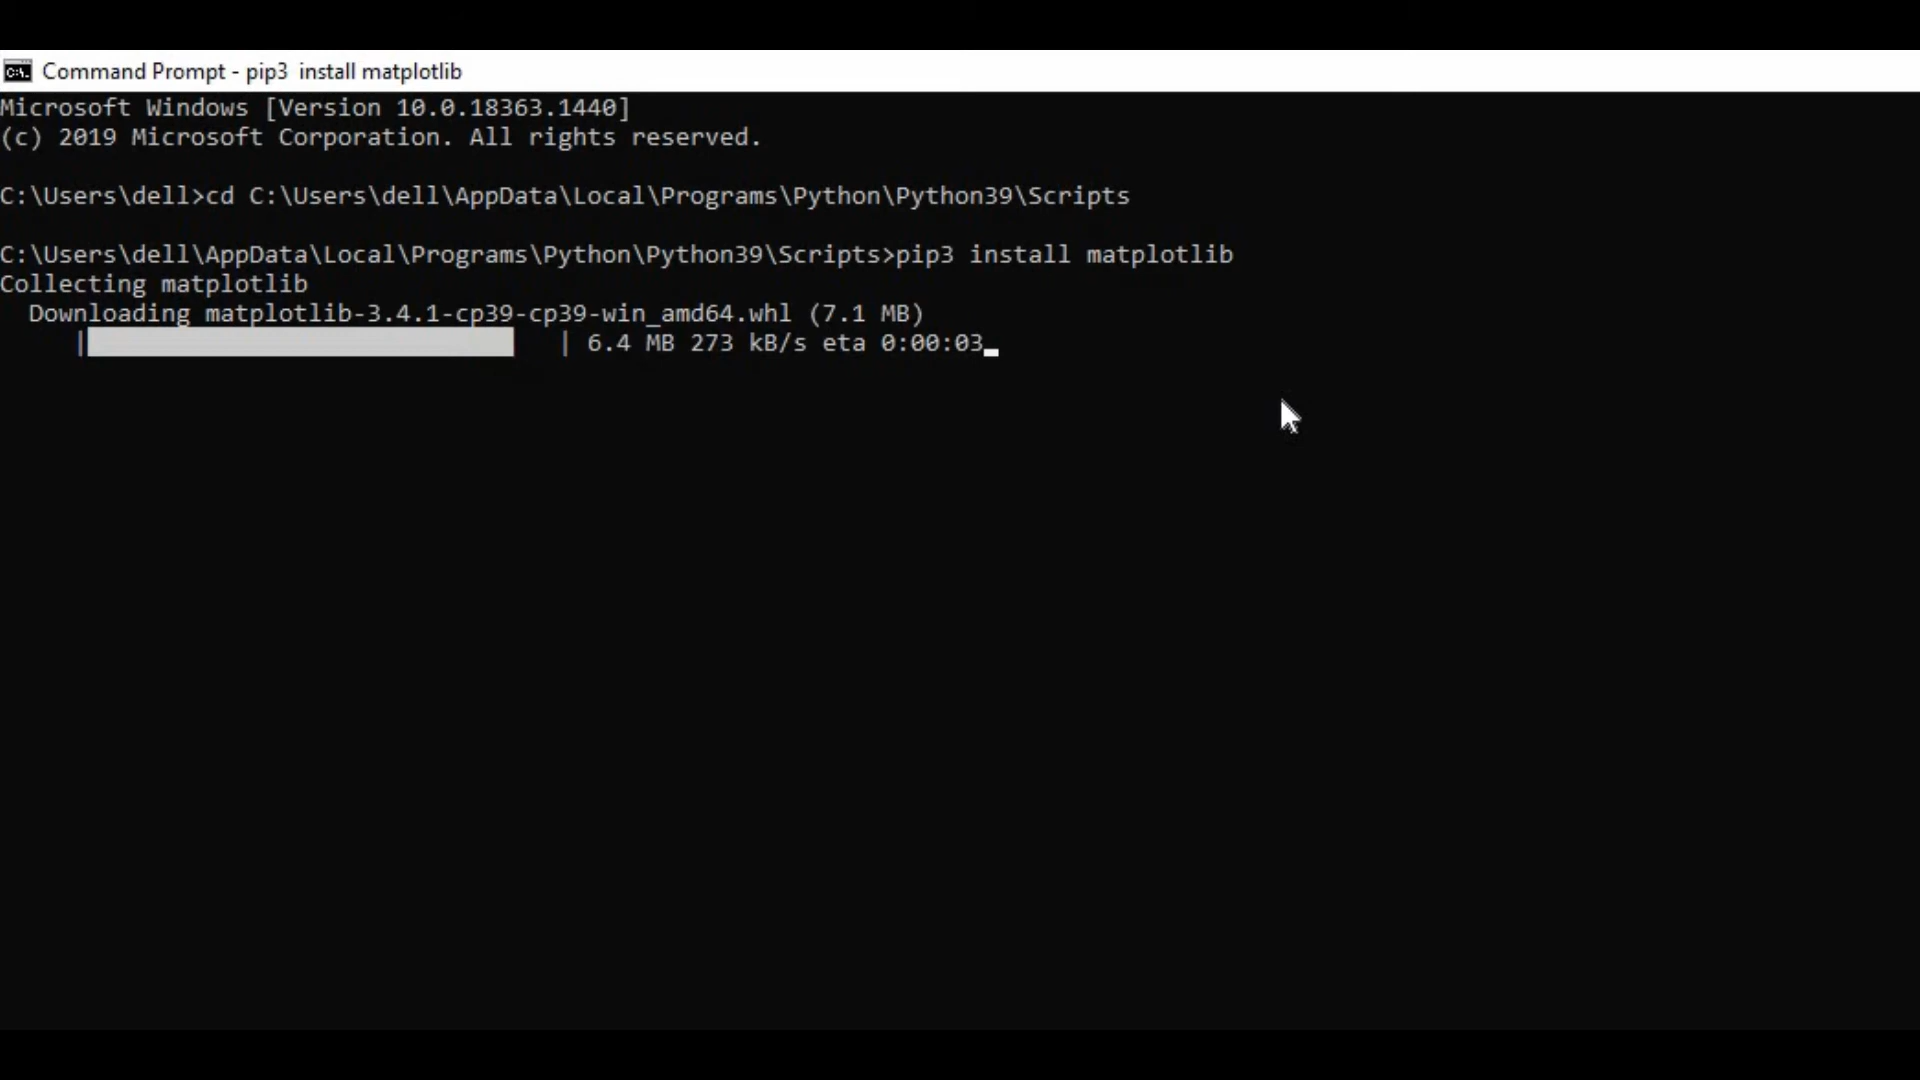 Command Prompt - pip3  install matplotlib
Microsoft Windows [Version 10.0.18363.1440]
(c) 2019 Microsoft Corporation. All rights reserved.
C:\Users\dell>cd C:\Users\dell\AppData\Local\Programs\Python\Python39\Scripts
C:\Users\dell\AppData\Local\Programs\Python\Python39\Scripts>pip3 install matplotlib
Collecting matplotlib
  Downloading matplotlib-3.4.1-cp39-cp39-win_amd64.whl (7.1 MB)
| | 6.4 MB 273 kB/s eta 0:00:03